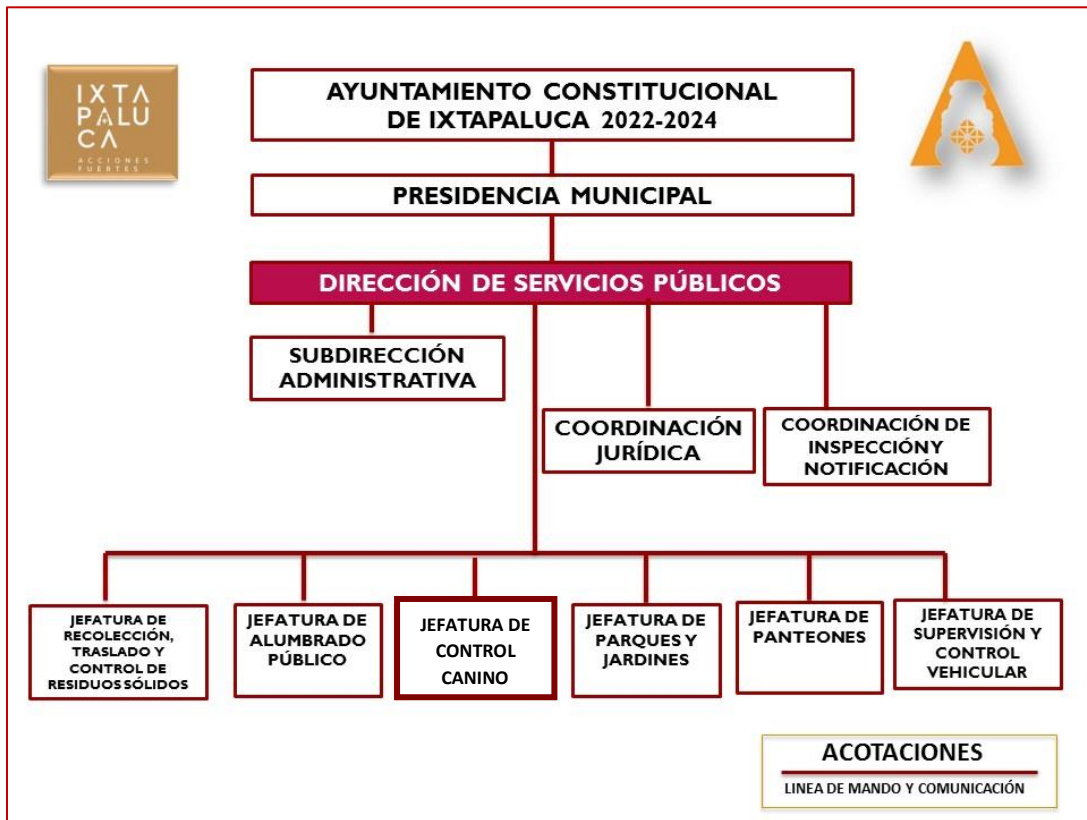 IXTA
PALU
CA
ACCIONES
FUERTES
AYUNTAMIENTO CONSTITUCIONAL
DE IXTAPALUCA 2022-2024
PRESIDENCIA MUNICIPAL
DIRECCIÓN DE SERVICIOS PÚBLICOS
SUBDIRECCIÓN
ADMINISTRATIVA
COORDINACIÓN
JURÍDICA
COORDINACIÓN DE
INSPECCIÓN Y
NOTIFICACIÓN
JEFATURA DE
RECOLECCIÓN,
TRASLADO Y
CONTROL DE
RESIDUOS SÓLIDOS
JEFATURA DE
ALUMBRADO
PÚBLICO
JEFATURA DE
CONTROL
CANINO
JEFATURA DE
PARQUES Y
JARDINES
JEFATURA DE
PANTEONES
JEFATURA DE
SUPERVISIÓN Y
CONTROL
VEHICULAR
ACOTACIONES
LINEA DE MANDO Y COMUNICACIÓN